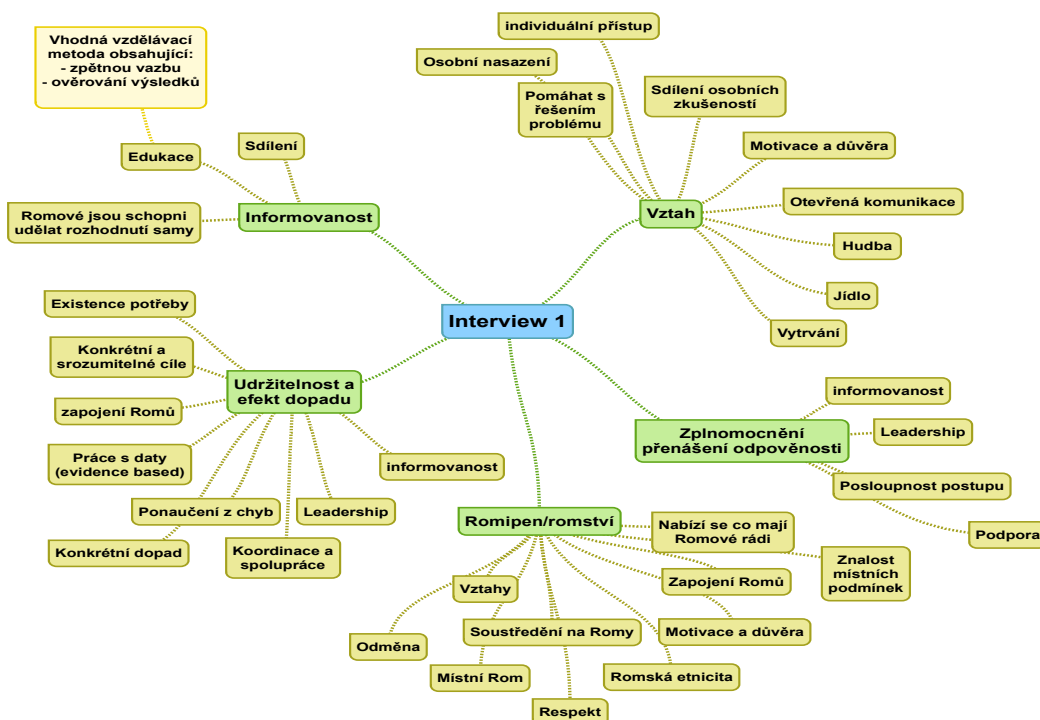 Vhodná vzdělávací
metoda obsahující:
- zpětnou vazbu
- ověrování výsledků
Edukace
Sdílení
Romové jsou schopni
udělat rozhodnutí samy
Informovanost
individuální přístup
Osobní nasazení
Pomáhat s
řešením
problému
Sdílení osobních
zkušeností
Motivace a důvěra
Otevřená komunikace
Vztah
Hudba
Jídlo
Vytrvání
Interview 1
Existence potřeby
Konkrétní a
srozumitelné cíle
Udržitelnost a
efekt dopadu
zapojení Romů
Práce s daty
(evidence based)
informovanost
Ponaučení z chyb
Leadership
Konkrétní dopad
Koordinace a
spolupráce
informovanost
Leadership
Zplnomocnění
přenášení odpověnosti
Posloupnost postupu
Podpora
Romipen/romství
Nabízí se co mají
Romové rádi
Znalost
místních
podmínek
Zapojení Romů
Vztahy
Motivace a důvěra
Soustředění na Romy
Odměna
Místní Rom
Romská etnicita
Respekt